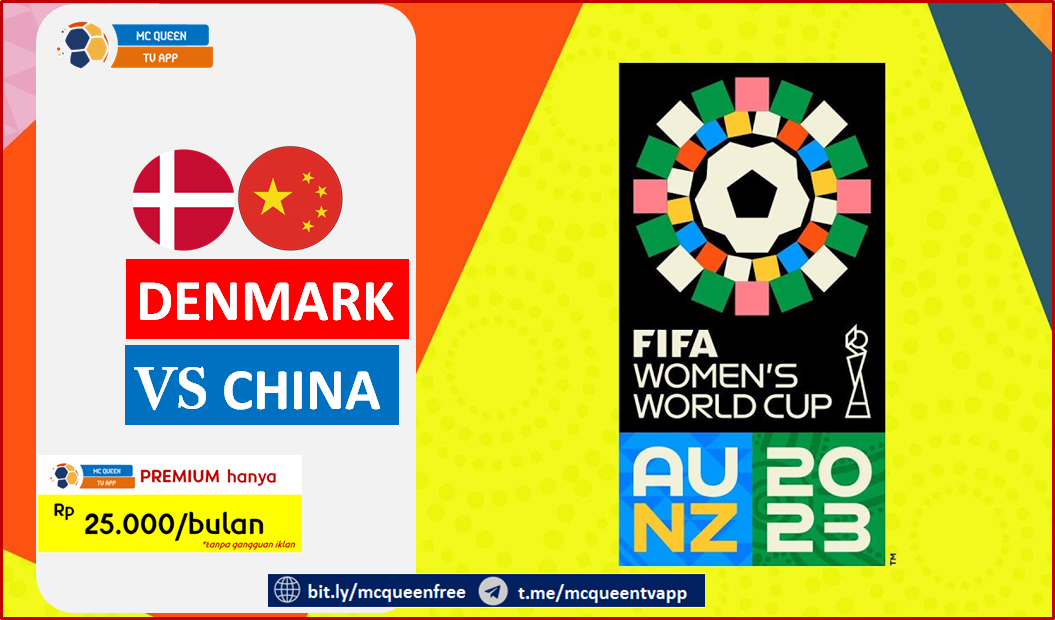 MC QUEEN
TV APP
DENMARK
VS CHINA
MC QUEEN
TV APP
PREMIUM hanya
Rp 25.000/bulan
*tanpa gangguan iklan
bit.ly/mcqueenfree t.me/mcqueentvapp
FIFA
WOMEN'S
WORLD CUP
AU 20
NZ 23
TM